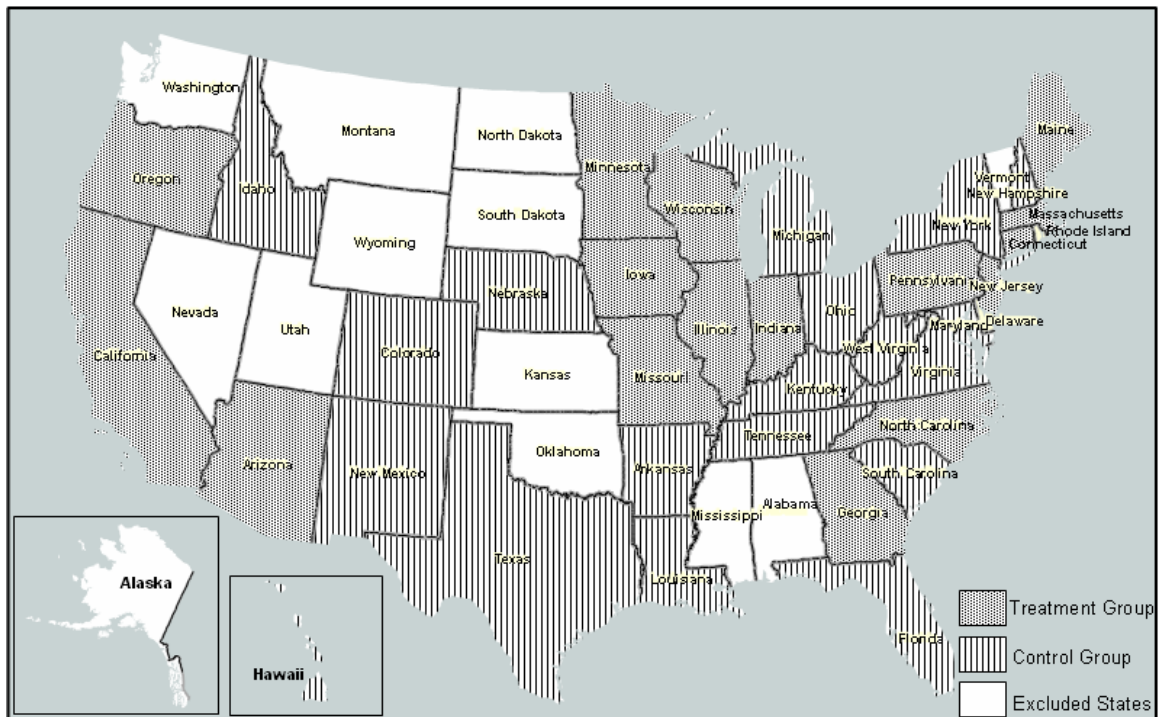 Washington
Montana
North Dakota
Minnesota
Maine
Oregon
Idaho
Vermont
New Hampshire
South Dakota
Wisconsin
Massachusetts
New York
Rhode Island
Michigan
Connecticut
Wyoming
Iowa
Nebraska
Pennsylvani
New Jersey
Nevada
Ohio
Utah
Illinois
Indiana
Maryland
Delaware
California
Colorado
West Virginia
Kansas
Missouri
Virginia
Kentucky
North Carolina
Tennessee
Oklahoma
Arizona
New Mexico
Arkansas
South Carolina
Alabama
Mississippi
Georgia
Texas
Louisiana
Alaska
Florida
Hawaii
Treatment Group
Control Group
Excluded States